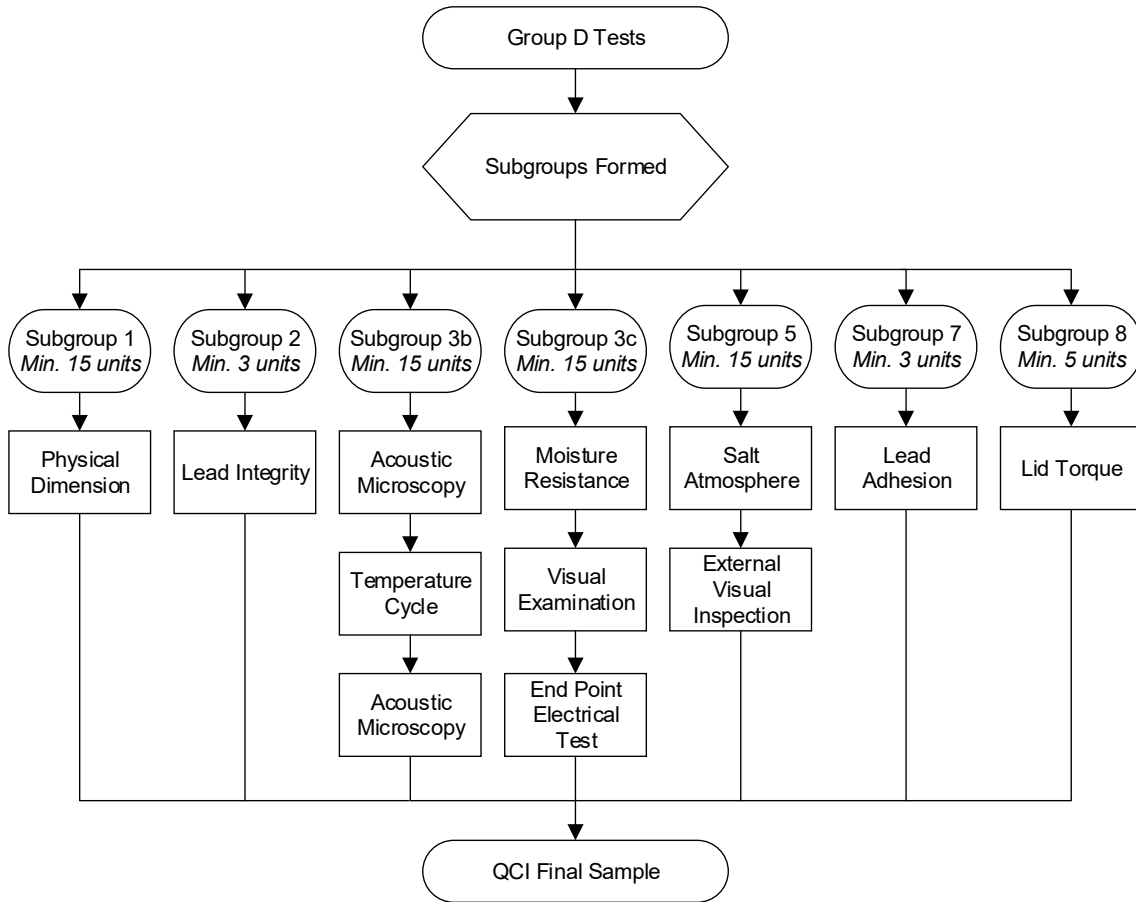 Group D Tests
Subgroups Formed
Subgroup 1
Min. 15 units
Subgroup 2
Min. 3 units
Subgroup 3b
Min. 15 units
Subgroup 3c
Min. 15 units
Subgroup 5
Min. 15 units
Subgroup 7
Min. 3 units
Subgroup 8
Min. 5 units
Physical
Dimension
Lead Integrity
Acoustic
Microscopy
Moisture
Resistance
Salt
Atmosphere
Lead
Adhesion
Lid Torque
Temperature
Cycle
Visual
Examination
External
Visual
Inspection
Acoustic
Microscopy
End Point
Electrical
Test
QCI Final Sample